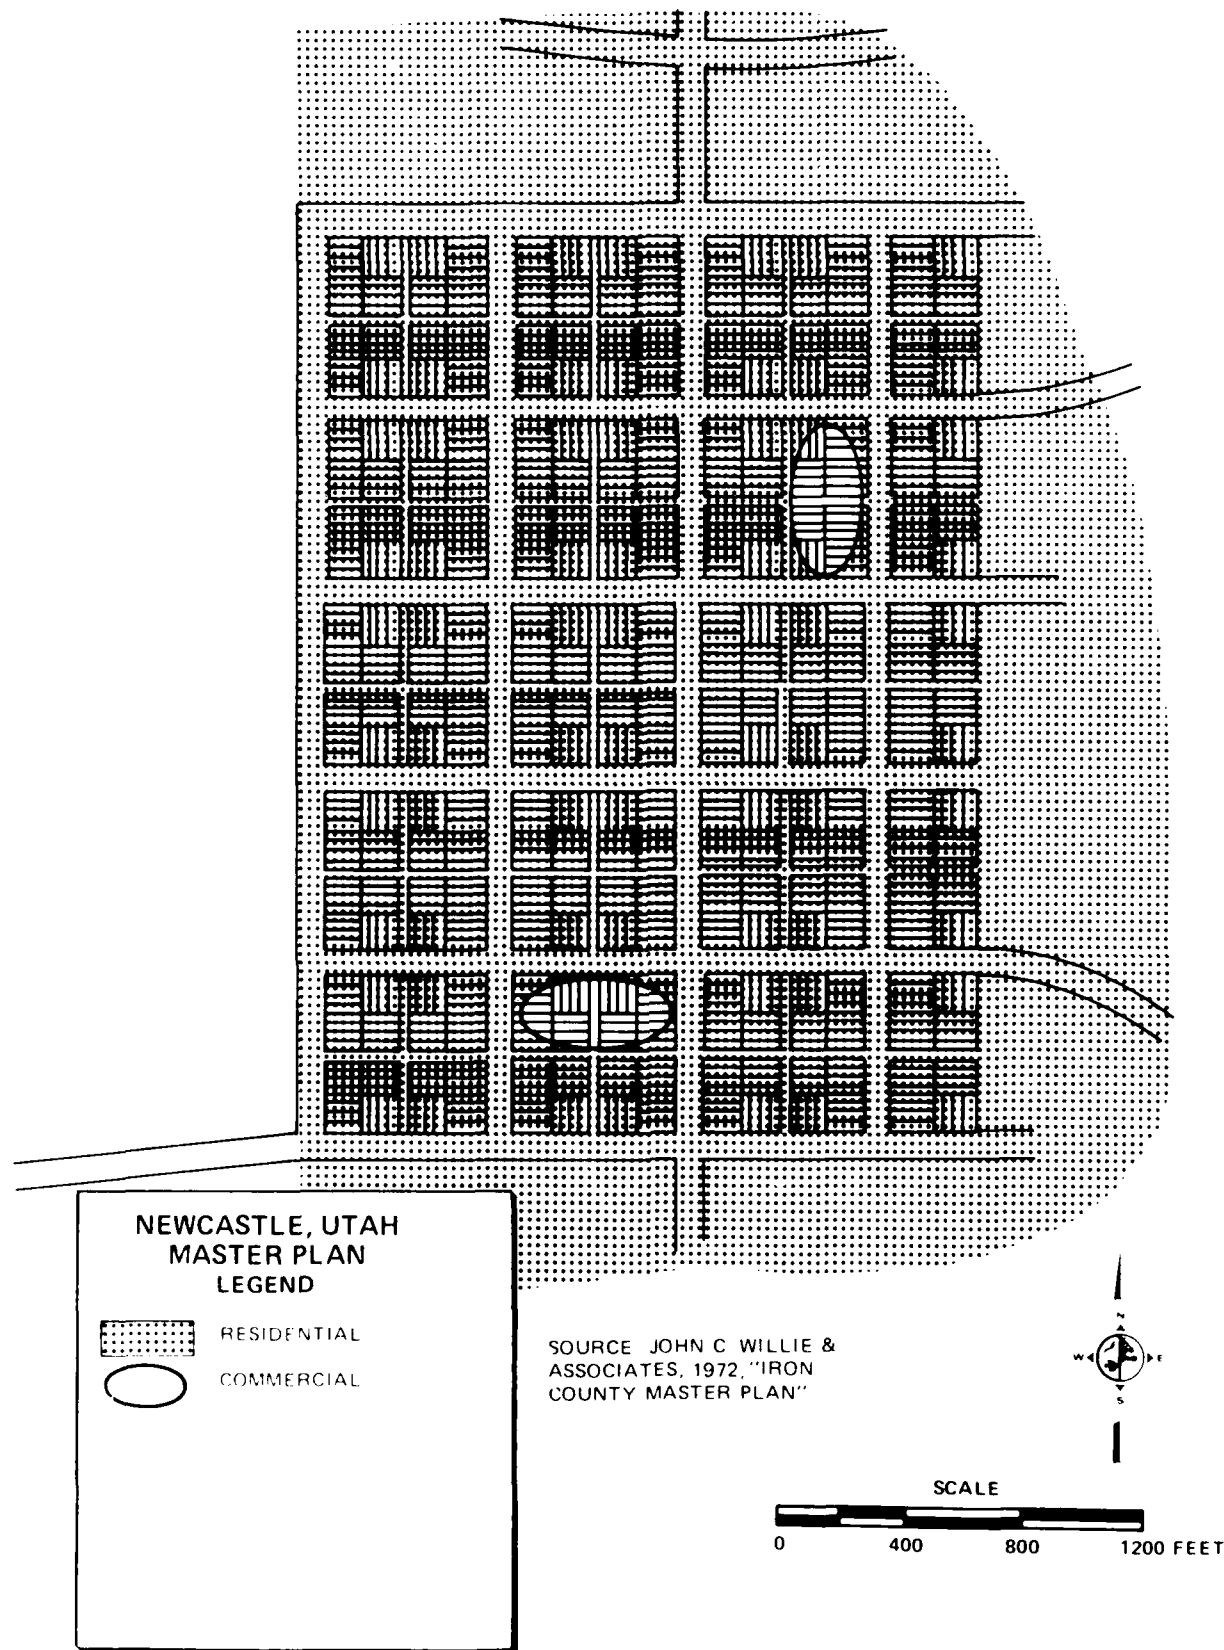 NEWCASTLE, UTAH
MASTER PLAN
LEGEND
RESIDENTIAL
COMMERCIAL
SOURCE JOHN C WILLIE &
ASSOCIATES, 1972, "IRON
COUNTY MASTER PLAN"
N
W E
S
SCALE
0 400 800 1200 FEET